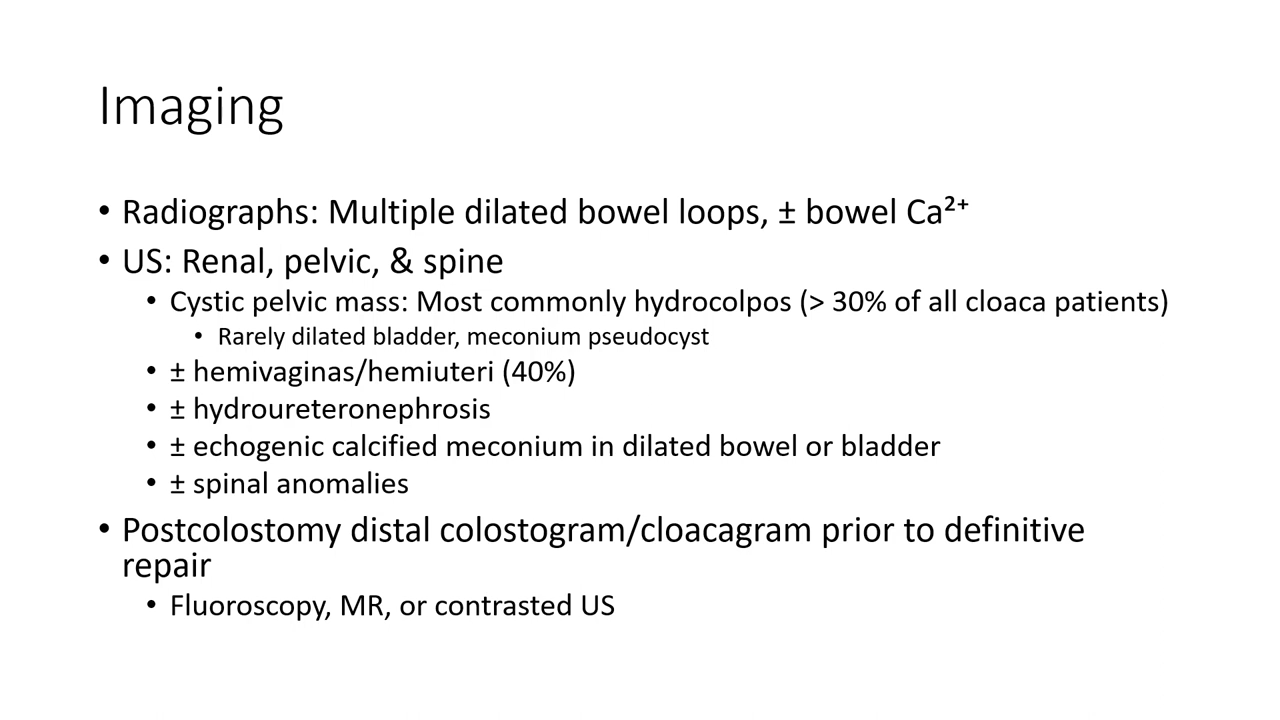 Imaging
• Radiographs: Multiple dilated bowel loops, ± bowel Ca²⁺
• US: Renal, pelvic, & spine
• Cystic pelvic mass: Most commonly hydrocolpos (> 30% of all cloaca patients)
• Rarely dilated bladder, meconium pseudocyst
• ± hemivaginas/hemiuteri (40%)
• ± hydroureteronephrosis
• ± echogenic calcified meconium in dilated bowel or bladder
• ± spinal anomalies
• Postcolostomy distal colostogram/cloacagram prior to definitive
repair
• Fluoroscopy, MR, or contrasted US